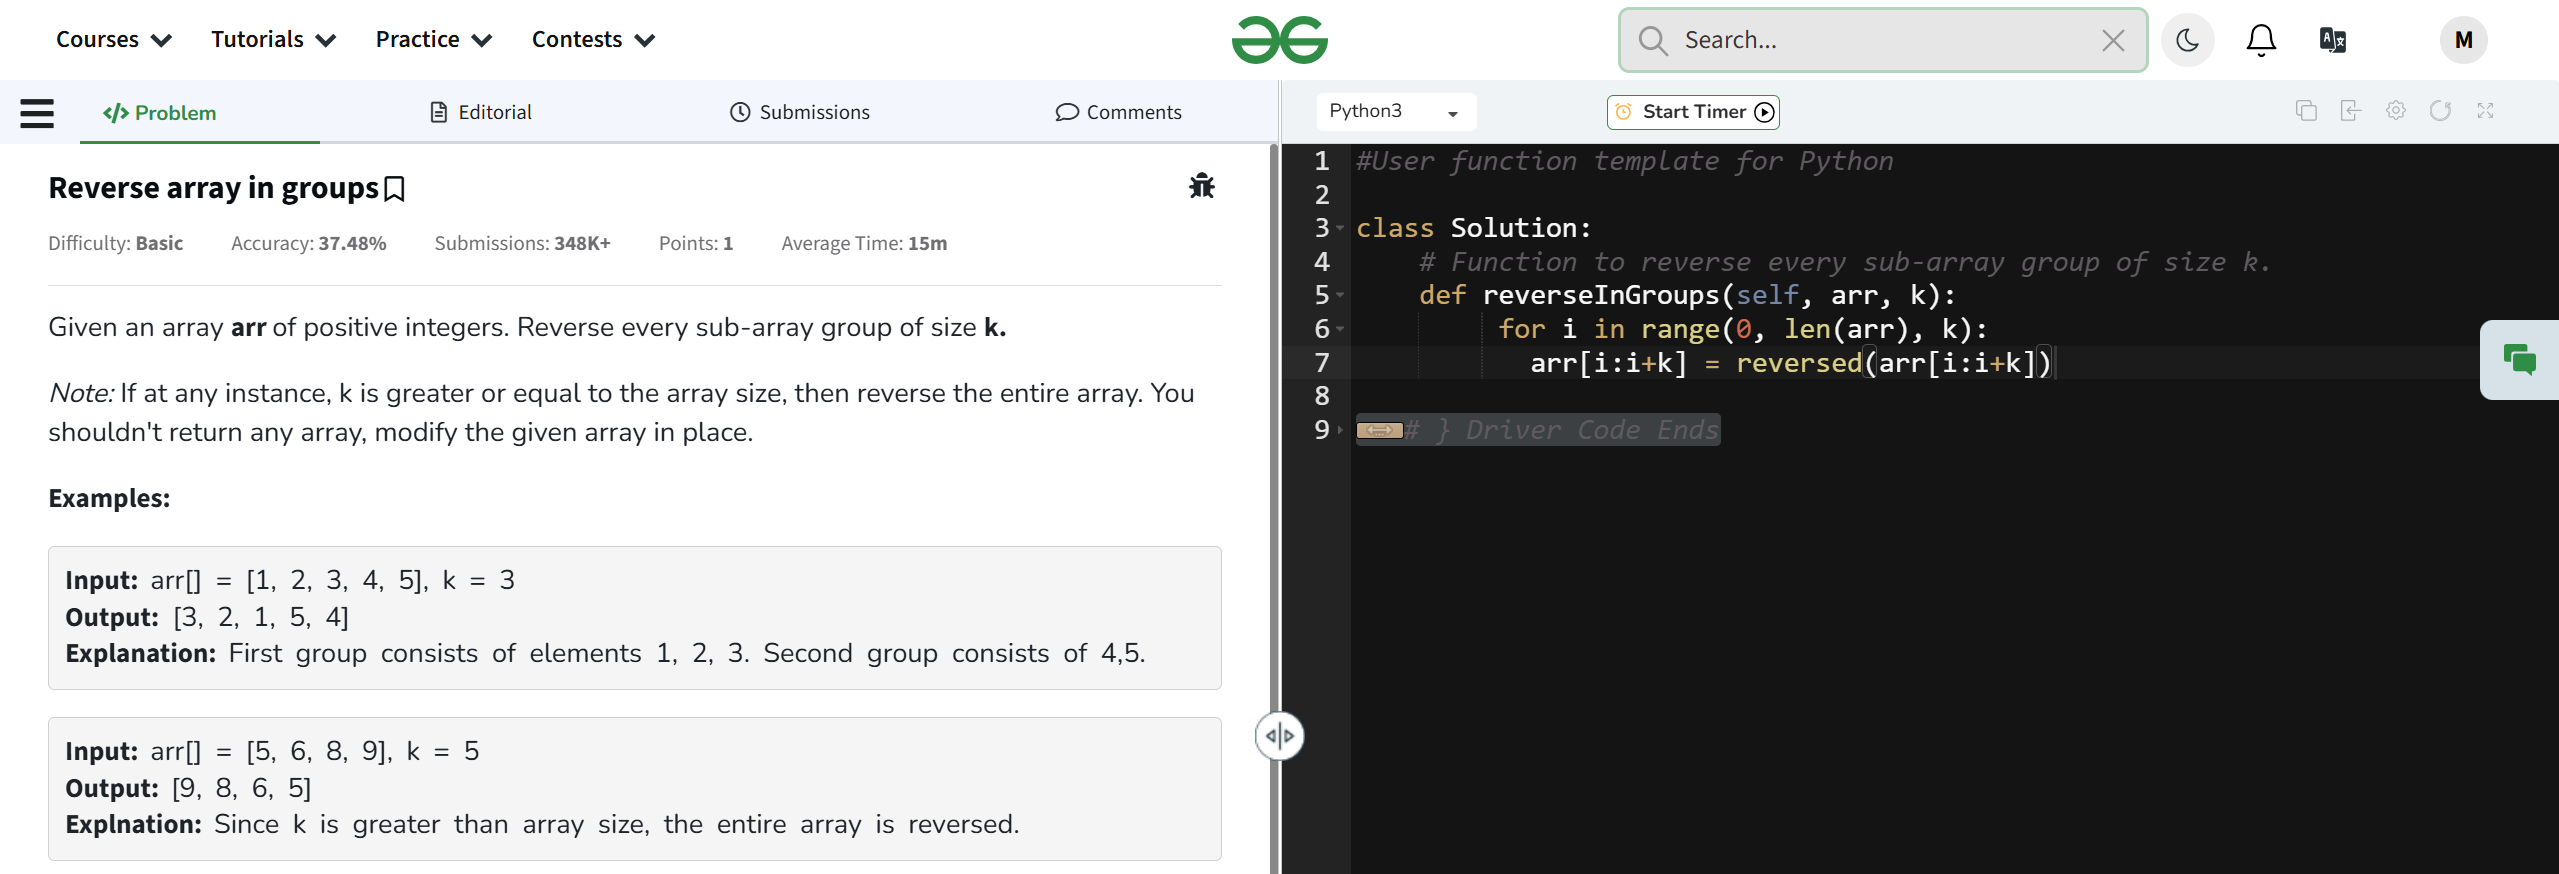 Courses Tutorials Practice Contests Search... M
Problem Editorial Submissions Comments
Python3 Start Timer
Reverse array in groups
Difficulty: Basic Accuracy: 37.48% Submissions: 348K+ Points: 1 Average Time: 15m
Given an array arr of positive integers. Reverse every sub-array group of size k.
Note: If at any instance, k is greater or equal to the array size, then reverse the entire array. You
shouldn't return any array, modify the given array in place.
Examples:
Input: arr[] = [1, 2, 3, 4, 5], k = 3
Output: [3, 2, 1, 5, 4]
Explanation: First group consists of elements 1, 2, 3. Second group consists of 4,5.
Input: arr[] = [5, 6, 8, 9], k = 5
Output: [9, 8, 6, 5]
Explnation: Since k is greater than array size, the entire array is reversed.
1 #User function template for Python
2
3 class Solution:
4 # Function to reverse every sub-array group of size k.
5 def reverseInGroups(self, arr, k):
6 for i in range(0, len(arr), k):
7 arr[i:i+k] = reversed(arr[i:i+k])
8
9 # } Driver Code Ends